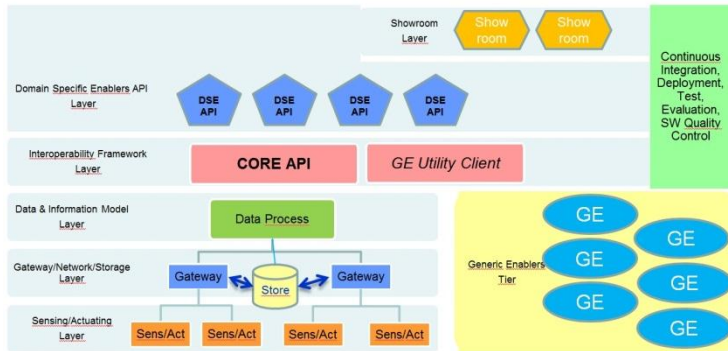 Showroom
Layer
Show
room
Show
room
Continuous
Integration,
Deployment,
Test,
Evaluation,
SW Quality
Control
Domain Specific Enablers API
Layer
DSE
API
DSE
API
DSE
API
DSE
API
Interoperability Framework
Layer
CORE API
GE Utility Client
Data & Information Model
Layer
Data Process
Gateway/Network/Storage
Layer
Gateway
Store
Gateway
Sensing/Actuating
Layer
Sens/Act
Sens/Act
Sens/Act
Sens/Act
Generic Enablers
Tier
GE
GE
GE
GE
GE
GE